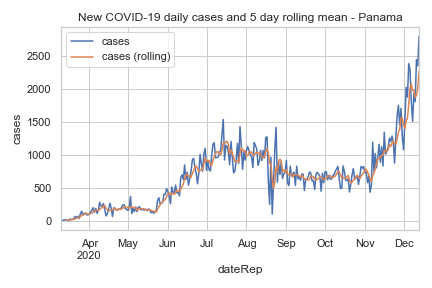 New COVID-19 daily cases and 5 day rolling mean - Panama
cases
cases (rolling)
2500
2000
1500
1000
500
0
cases
Apr
2020
May
Jun
Jul
Aug
Sep
Oct
Nov
Dec
dateRep